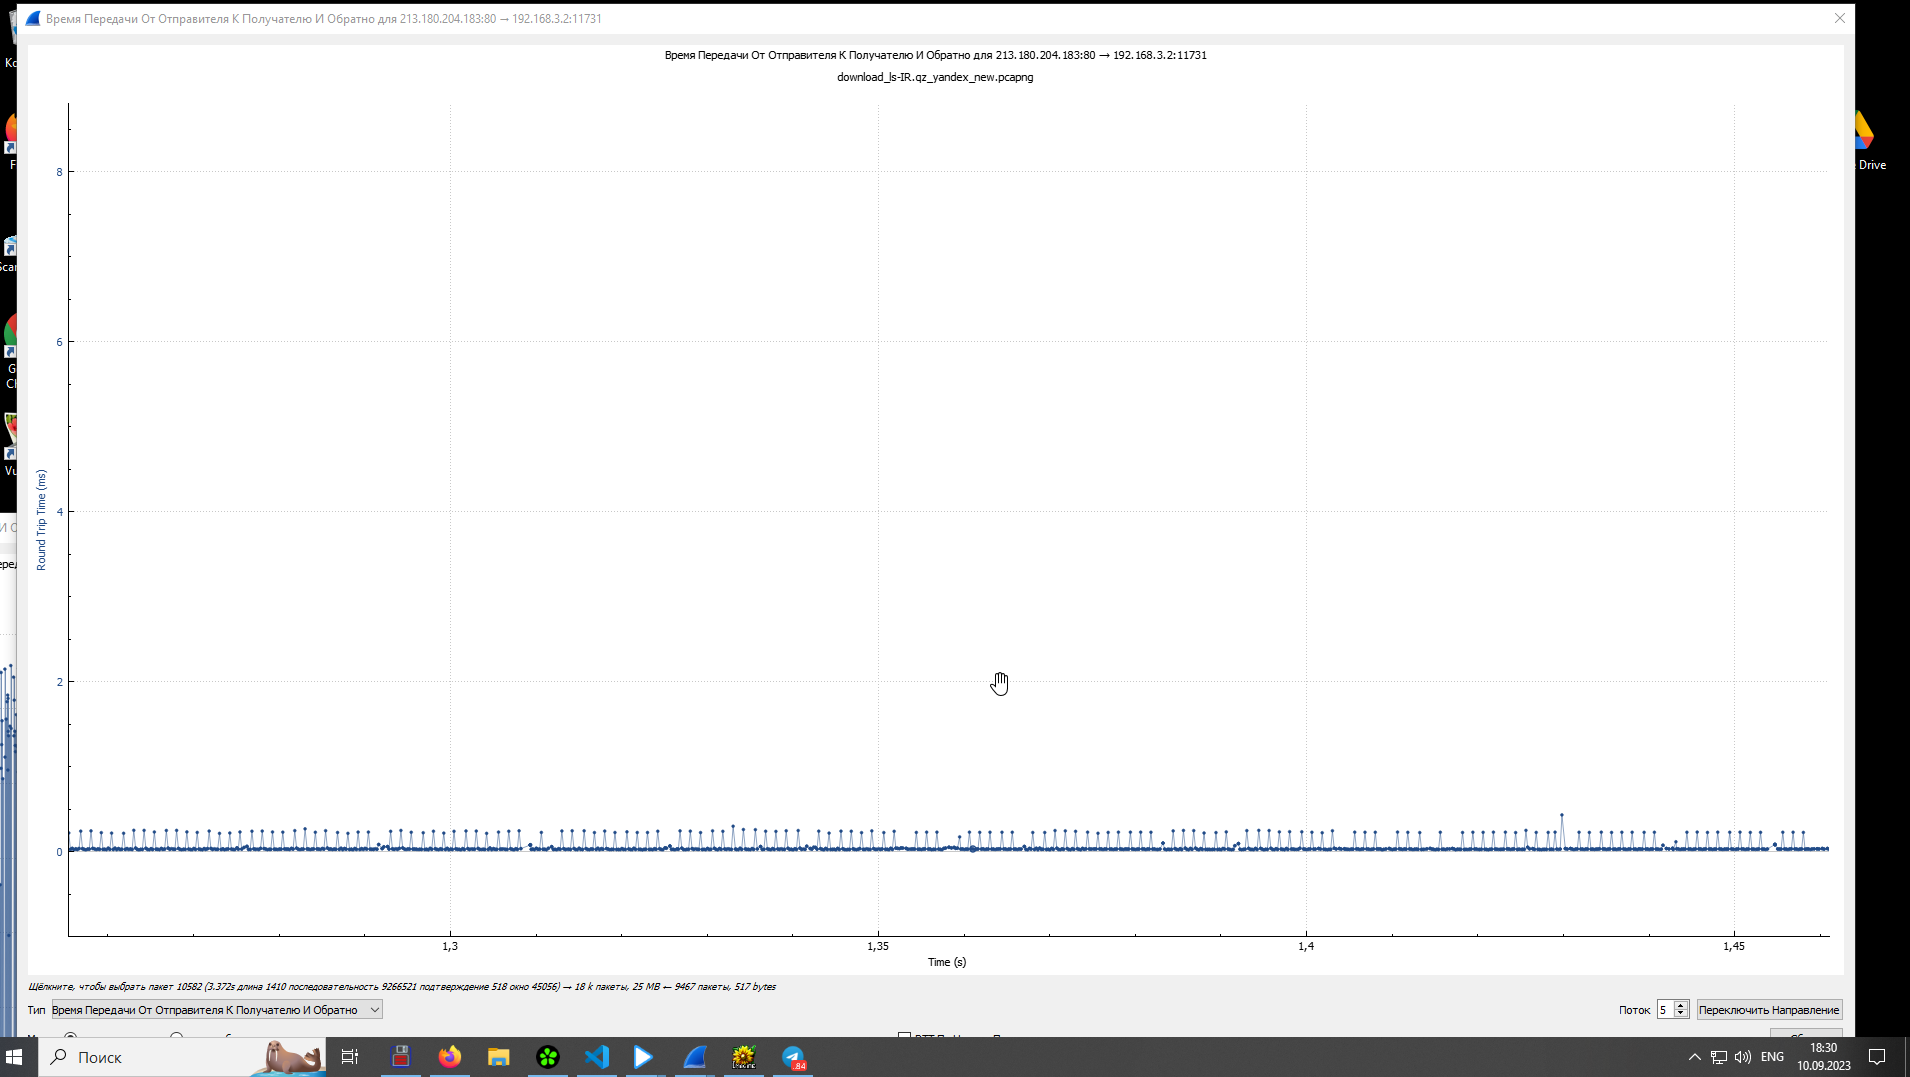 Время Передачи От Отправителя К Получателю И Обратно для 213.180.204.183:80 → 192.168.3.2:11731
Время Передачи От Отправителя К Получателю И Обратно для 213.180.204.183:80 → 192.168.3.2:11731
download_ls-IR.qz_yandex_new.pcapng
8
6
4
2
0
Round Trip Time (ms)
1,3
1,35
1,4
1,45
Time (s)
Щёлкните, чтобы выбрать пакет 10582 (3.372s длина 1410 последовательность 9266521 подтверждение 518 окно 45056) → 18 k пакеты, 25 MB ← 9467 пакеты, 517 bytes
Тип Время Передачи От Отправителя К Получателю И Обратно
Поток 5 Переключить Направление
Drive
Поиск
84
ENG
18:30
10.09.2023